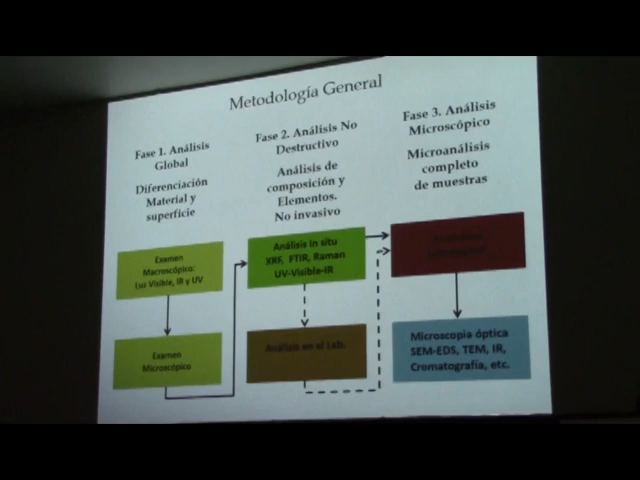 Metodología General
Fase 1. Análisis
Global
Diferenciación
Material y
superficie
Examen
Macroscópico:
Luz Visible, IR y UV
Examen
Microscópico
Fase 2. Análisis No
Destructivo
Análisis de
composición y
Elementos.
No invasivo
Análisis in situ
XRF, FTIR, Raman
UV-Visible-IR
Análisis en el Lab.
Fase 3. Análisis
Microscópico
Microanálisis
completo
de muestras
Microscopia óptica
SEM-EDS, TEM, IR,
Cromatografía, etc.